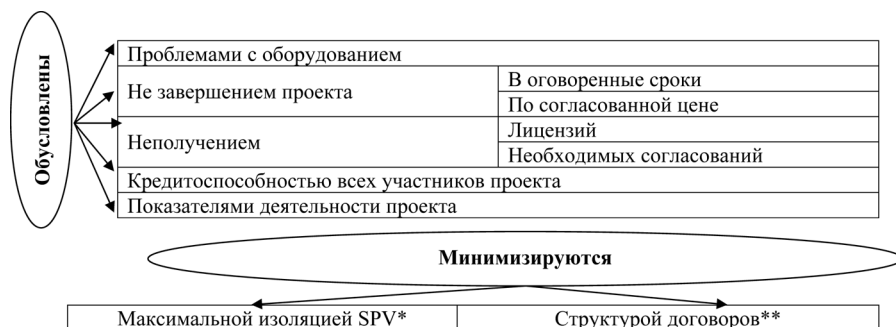 Обусловлены
Проблемами с оборудованием
Не завершением проекта
В оговоренные сроки
По согласованной цене
Неполучением
Лицензий
Необходимых согласований
Кредитоспособностью всех участников проекта
Показателями деятельности проекта
Минимизируются
Максимальной изоляцией SPV*
Структурой договоров**